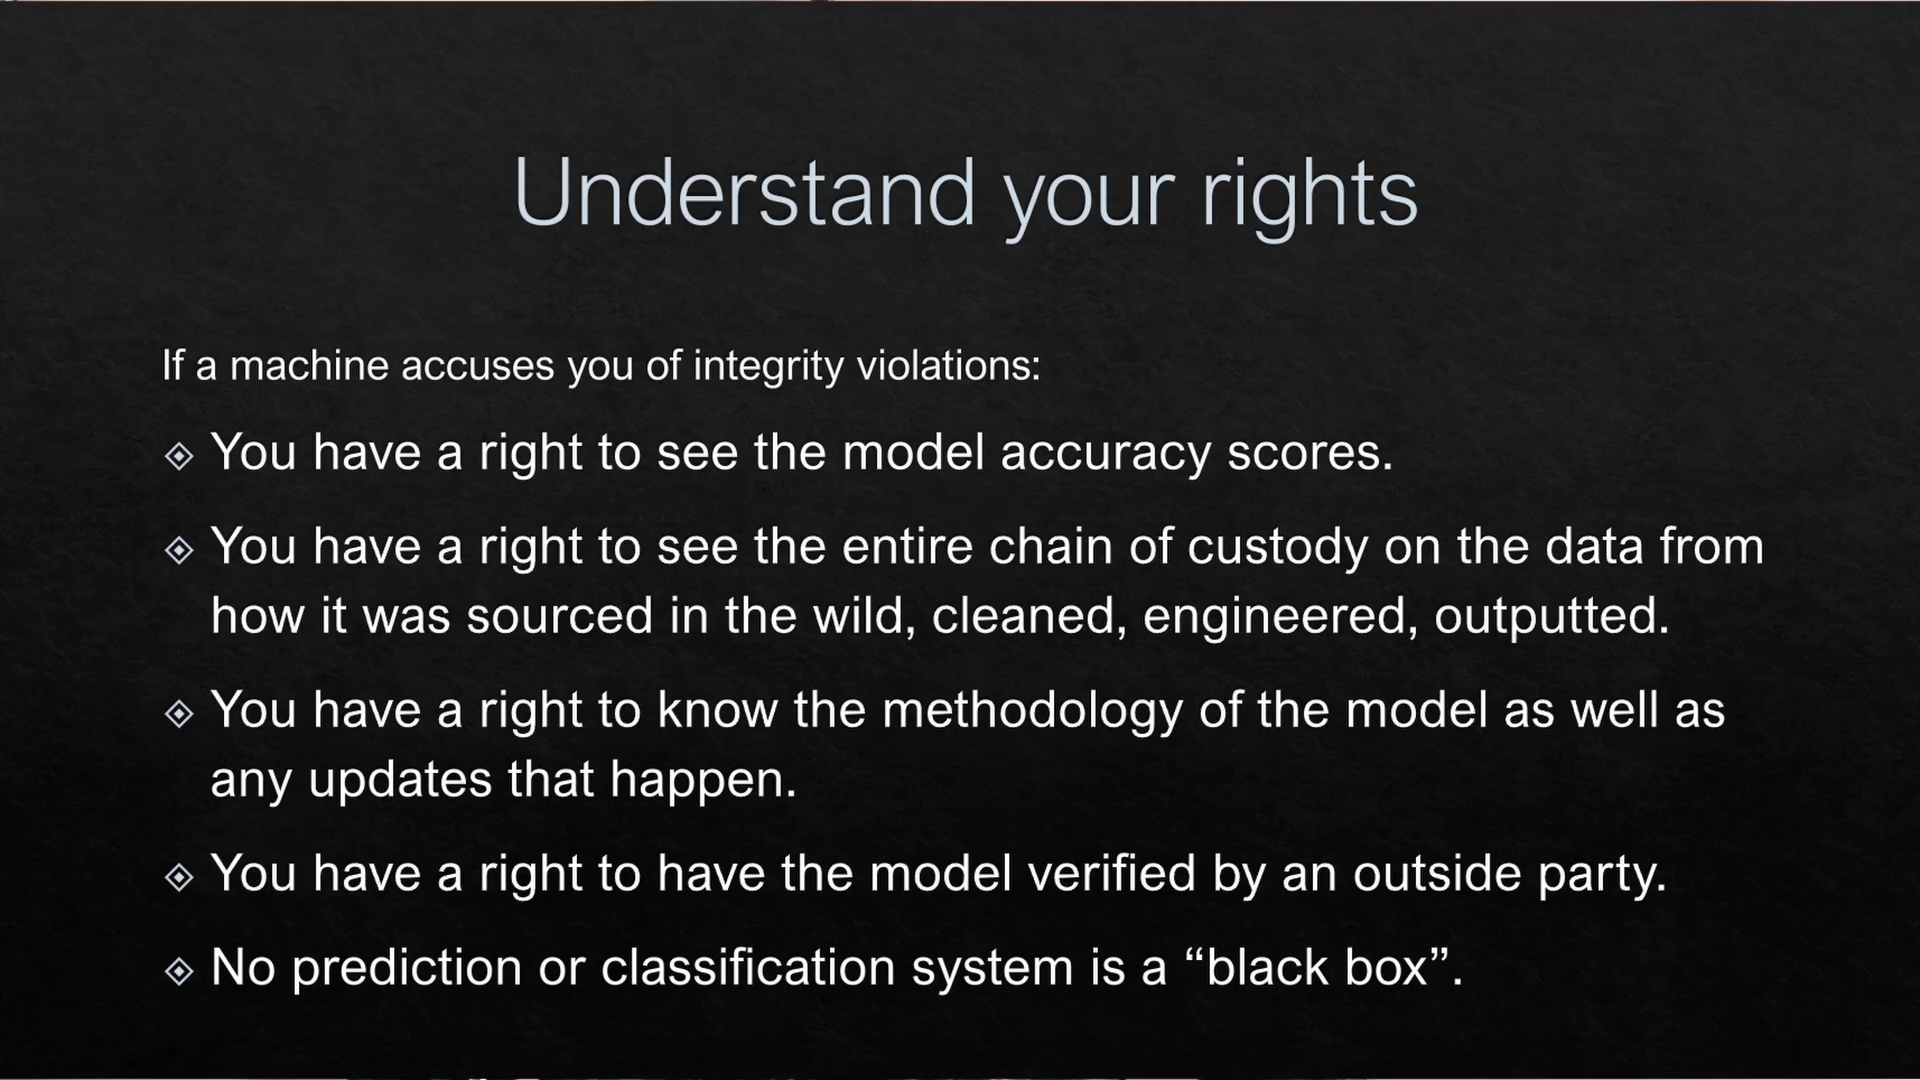 Understand your rights
If a machine accuses you of integrity violations:
You have a right to see the model accuracy scores.
You have a right to see the entire chain of custody on the data from
how it was sourced in the wild, cleaned, engineered, outputted.
You have a right to know the methodology of the model as well as
any updates that happen.
You have a right to have the model verified by an outside party.
No prediction or classification system is a “black box”.